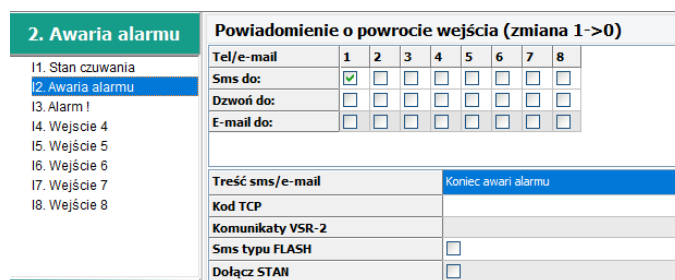 2. Awaria alarmu
I1. Stan czuwania
I2. Awaria alarmu
I3. Alarm !
I4. Wejscie 4
I5. Wejście 5
I6. Wejście 6
I7. Wejście 7
I8. Wejście 8
Powiadomienie o powrocie wejścia (zmiana 1->0)
Tel/e-mail 1 2 3 4 5 6 7 8
Sms do:
Dzwoń do:
E-mail do:
Treść sms/e-mail Koniec awari alarmu
Kod TCP
Komunikaty VSR-2
Sms typu FLASH
Dołącz STAN